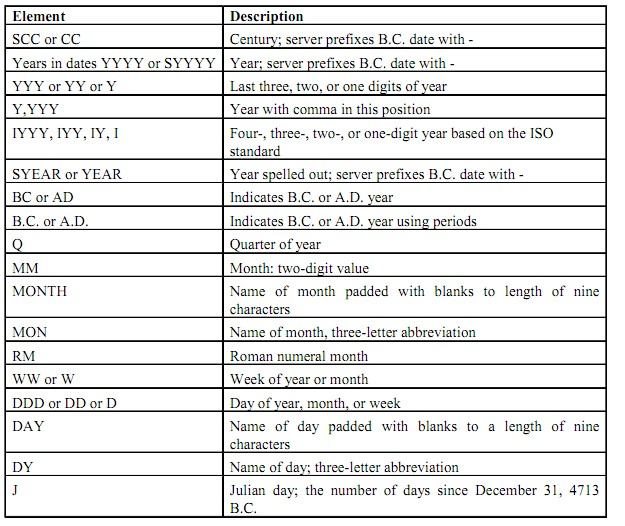 Element Description
SCC or CC Century; server prefixes B.C. date with -
Years in dates YYYY or SYYYY Year; server prefixes B.C. date with -
YYY or YY or Y Last three, two, or one digits of year
Y,YYY Year with comma in this position
IYYY, IYY, IY, I Four-, three-, two-, or one-digit year based on the ISO
standard
SYEAR or YEAR Year spelled out; server prefixes B.C. date with -
BC or AD Indicates B.C. or A.D. year
B.C. or A.D. Indicates B.C. or A.D. year using periods
Q Quarter of year
MM Month: two-digit value
MONTH Name of month padded with blanks to length of nine
characters
MON Name of month, three-letter abbreviation
RM Roman numeral month
WW or W Week of year or month
DDD or DD or D Day of year, month, or week
DAY Name of day padded with blanks to a length of nine
characters
DY Name of day; three-letter abbreviation
J Julian day; the number of days since December 31, 4713
B.C.